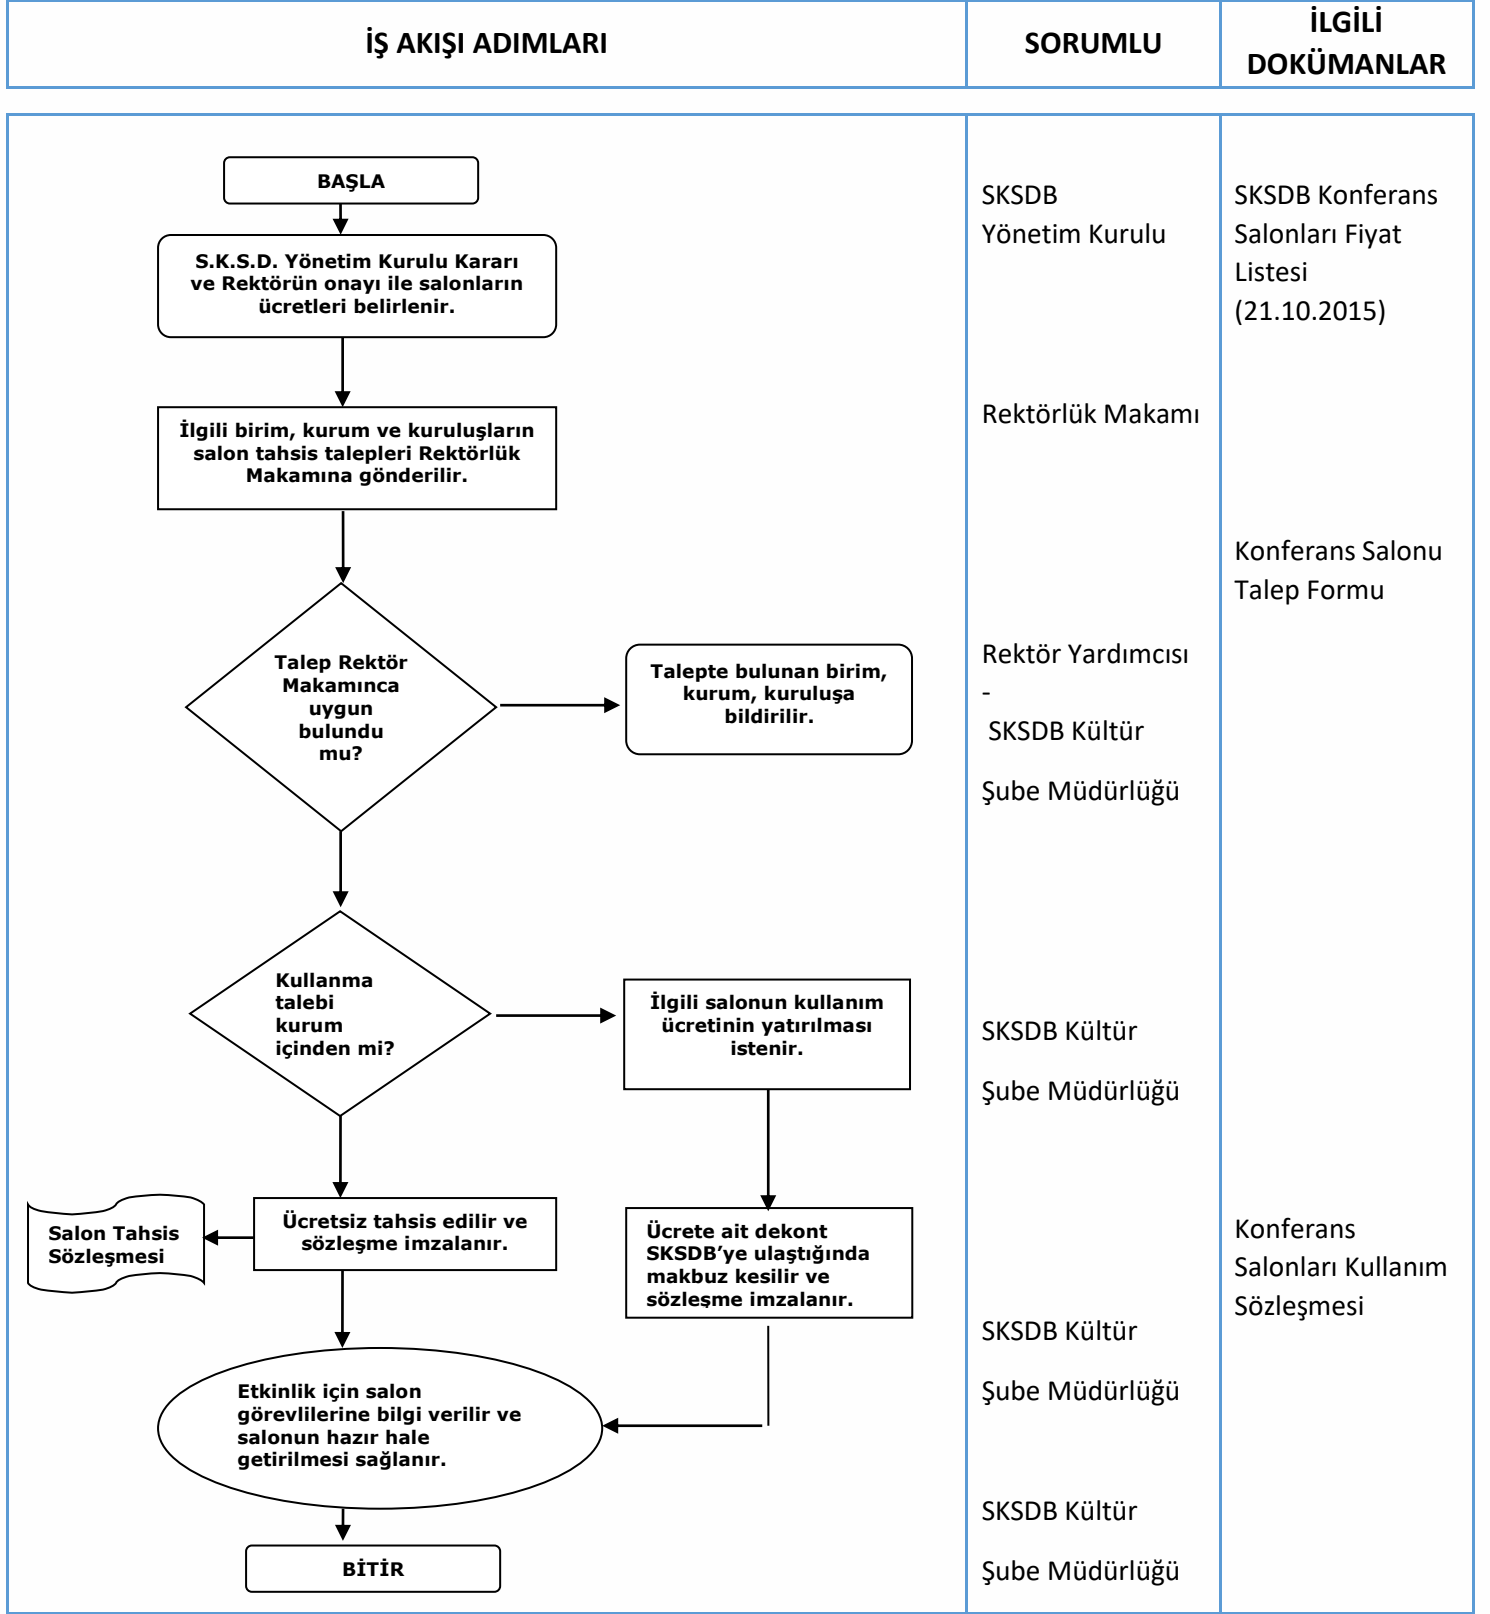 İŞ AKIŞI ADIMLARI
SORUMLU
İLGİLİ
DOKÜMANLAR
BAŞLA
S.K.S.D. Yönetim Kurulu Kararı
ve Rektörün onayı ile salonların
ücretleri belirlenir.
İlgili birim, kurum ve kuruluşların
salon tahsis talepleri Rektörlük
Makamına gönderilir.
Talep Rektör
Makamınca
uygun
bulundu
mu?
Talepte bulunan birim,
kurum, kuruluşa
bildirilir.
Kullanma
talebi
kurum
içinden mi?
İlgili salonun kullanım
ücretinin yatırılması
istenir.
Salon Tahsis
Sözleşmesi
Ücretsiz tahsis edilir ve
sözleşme imzalanır.
Ücrete ait dekont
SKSDB’ye ulaştığında
makbuz kesilir ve
sözleşme imzalanır.
Etkinlik için salon
görevlilerine bilgi verilir ve
salonun hazır hale
getirilmesi sağlanır.
BİTİR
SKSDB
Yönetim Kurulu
Rektörlük Makamı
Rektör Yardımcısı
-
SKSDB Kültür
Şube Müdürlüğü
SKSDB Kültür
Şube Müdürlüğü
SKSDB Kültür
Şube Müdürlüğü
SKSDB Kültür
Şube Müdürlüğü
SKSDB Konferans
Salonları Fiyat
Listesi
(21.10.2015)
Konferans Salonu
Talep Formu
Konferans
Salonları Kullanım
Sözleşmesi